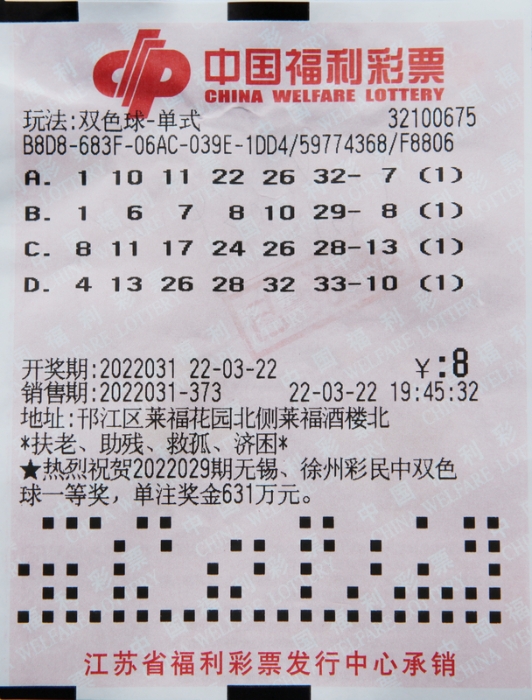 中国福利彩票
CHINA WELFARE LOTTERY
玩法:双色球-单式 32100675
B8D8-683F-06AC-039E-1DD4/59774368/F8806
A. 1 10 11 22 26 32- 7 (1)
B. 1 6 7 8 10 29- 8 (1)
C. 8 11 17 24 26 28-13 (1)
D. 4 13 26 28 32 33-10 (1)
开奖期:2022031 22-03-22 ¥:8
销售期:2022031-373 22-03-22 19:45:32
地址:邗江区莱福花园北侧莱福酒楼北
*扶老、助残、救孤、济困*
★热烈祝贺2022029期无锡、徐州彩民中双色
球一等奖，单注奖金631万元。
江苏省福利彩票发行中心承销